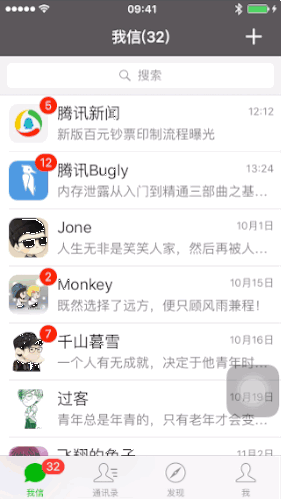 09:41
我信(32)
搜索
5
腾讯新闻
12:12
新版百元钞票印制流程曝光
12
腾讯Bugly
13:24
内存泄露从入门到精通三部曲之基...
Jone
10月1日
人生无非是笑笑人家，然后再被人...
2
Monkey
10月15日
既然选择了远方，便只顾风雨兼程！
7
千山暮雪
10月16日
一个人有无成就，决定于他青年时...
过客
10月19日
青年总是年青的，只有老年才会变...
飞翔的兔子
32
我信
通讯录
发现
我